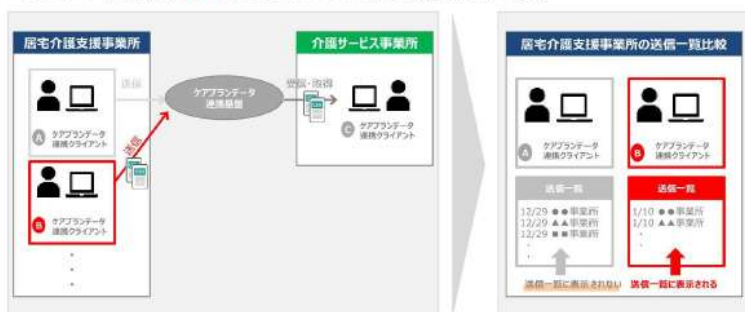 居宅介護支援事業所
介護サービス事業所
A ケアプランデータ
連携クライアント
送信
ケアプランデータ
連携基盤
受信・取得
C ケアプランデータ
連携クライアント
送信
B ケアプランデータ
連携クライアント
居宅介護支援事業所の送信一覧比較
A ケアプランデータ
連携クライアント
B ケアプランデータ
連携クライアント
送信一覧
12/29 ●●事業所
12/29 ▲▲事業所
12/29 ■■事業所
送信一覧に表示されない
送信一覧
1/10 ●●事業所
1/10 ▲▲事業所
送信一覧に表示される